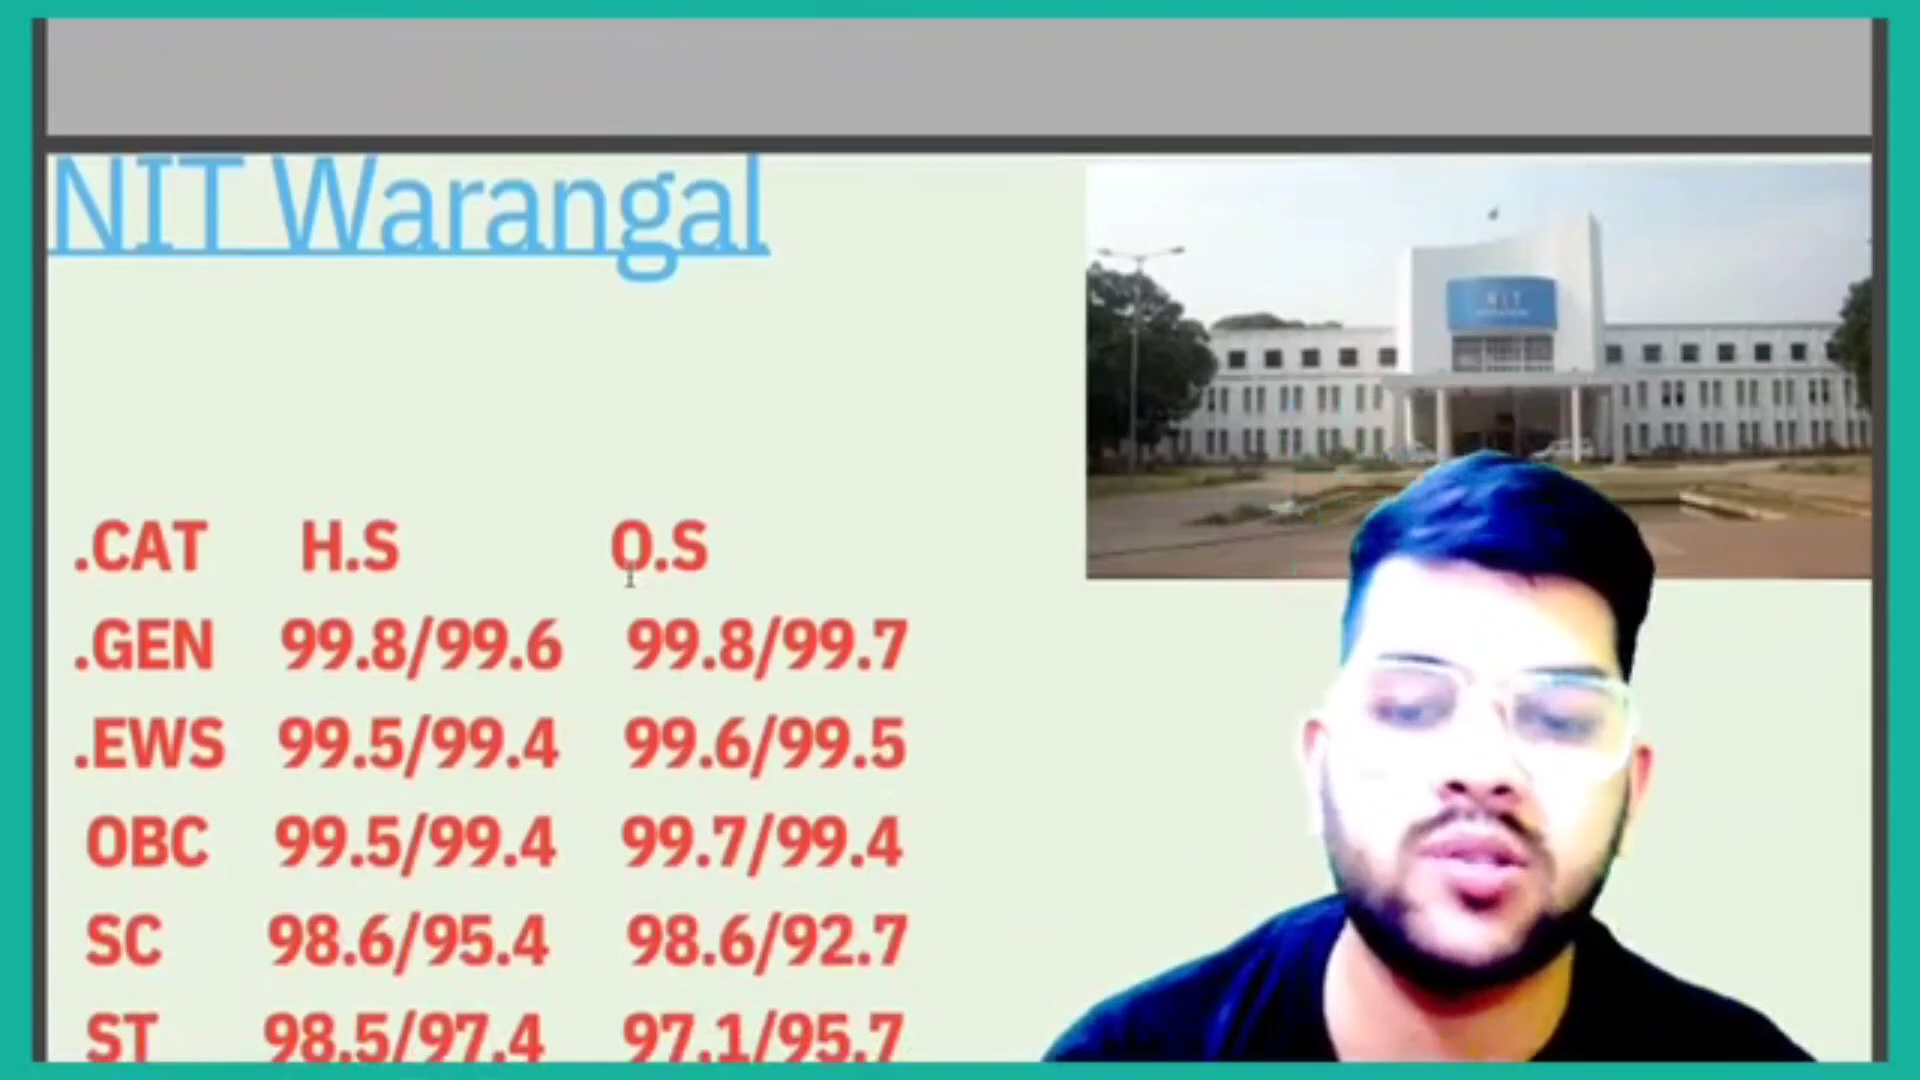 NIT Warangal
NIT
.CAT H.S O.S
.GEN 99.8/99.6 99.8/99.7
.EWS 99.5/99.4 99.6/99.5
OBC 99.5/99.4 99.7/99.4
SC 98.6/95.4 98.6/92.7
ST 98.5/97.4 97.1/95.7